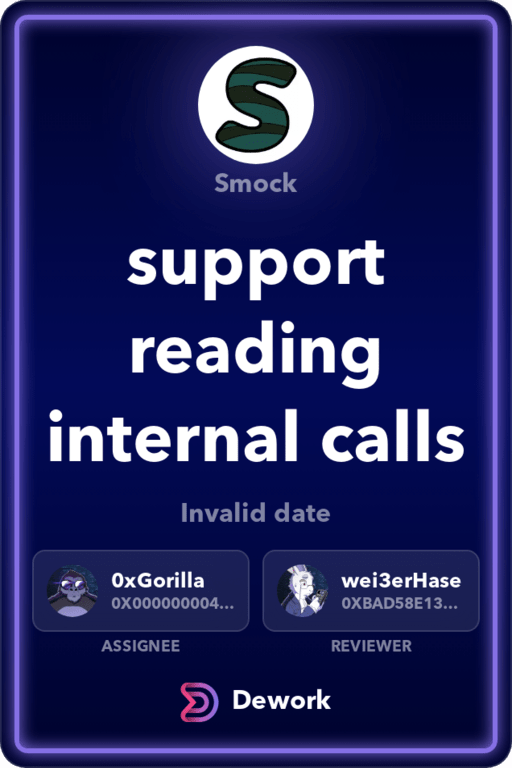 S
Smock
support
reading
internal calls
Invalid date
0xGorilla
0X000000004...
ASSIGNEE
wei3erHase
0XBAD58E13...
REVIEWER
Dework